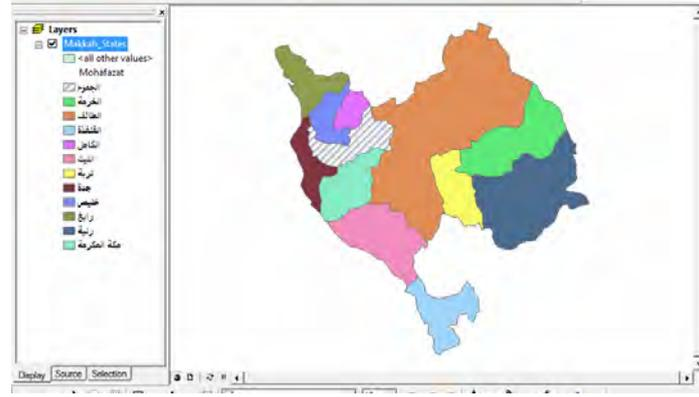 Layers
Makkah_States
<all other values>
Mohafazat
الجموم
الخرمة
الطائف
القنفذة
الكامل
الليث
تربة
جدة
خليص
رابغ
رنية
مكة المكرمة
Display Source Selection